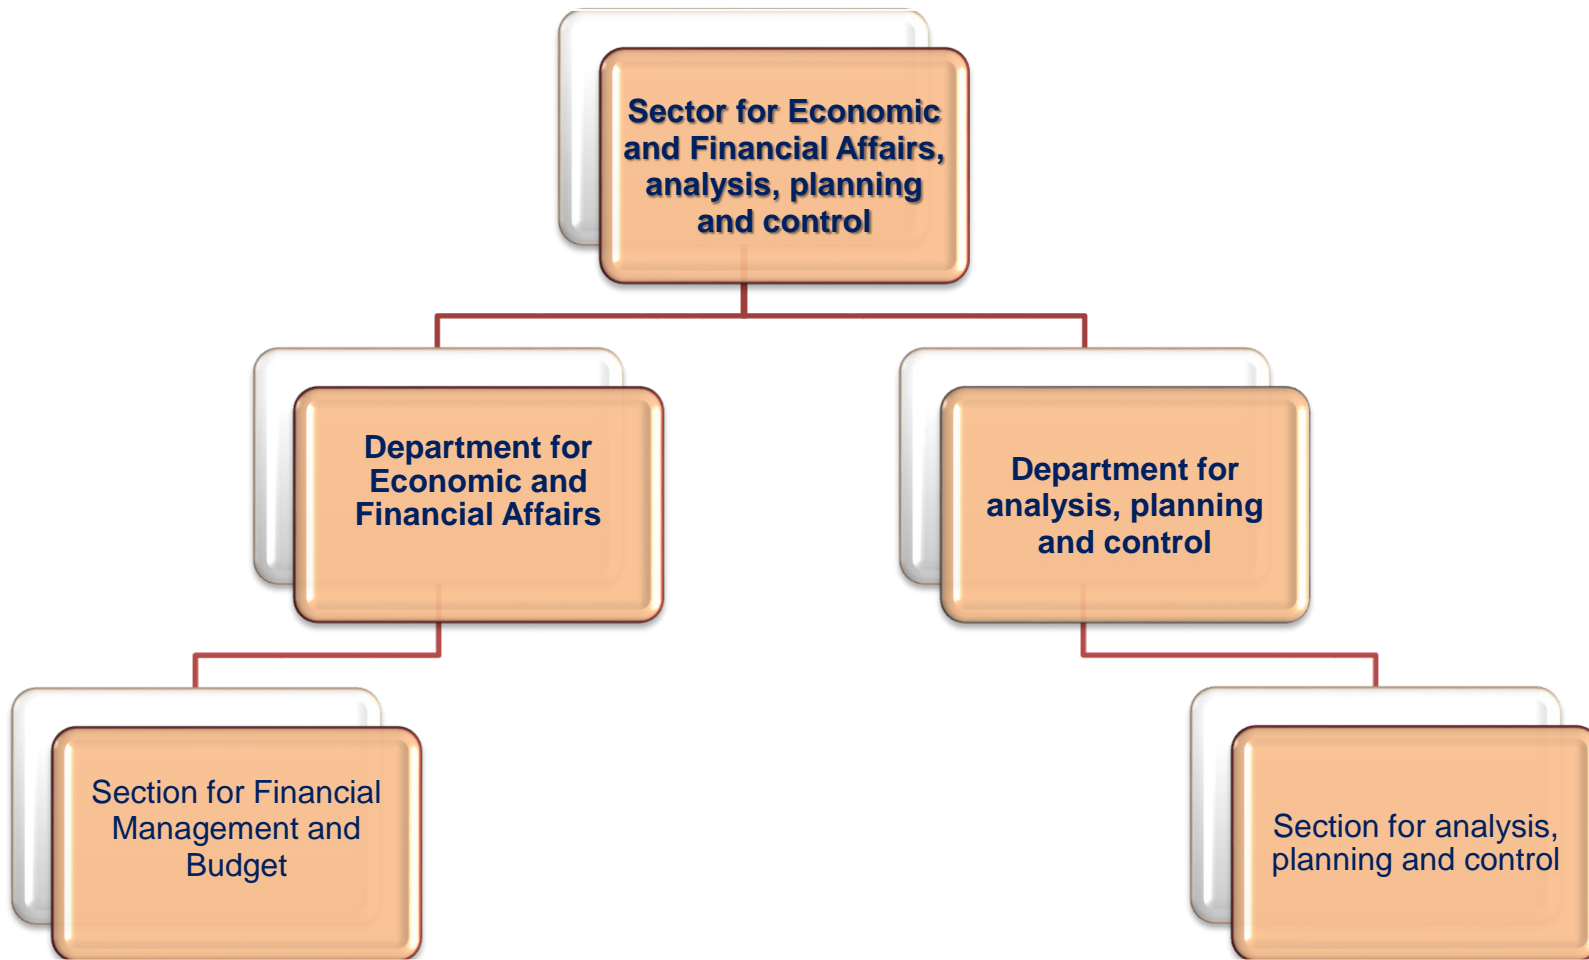 Sector for Economic
and Financial Affairs,
analysis, planning
and control
Department for
Economic and
Financial Affairs
Department for
analysis, planning
and control
Section for Financial
Management and
Budget
Section for analysis,
planning and control